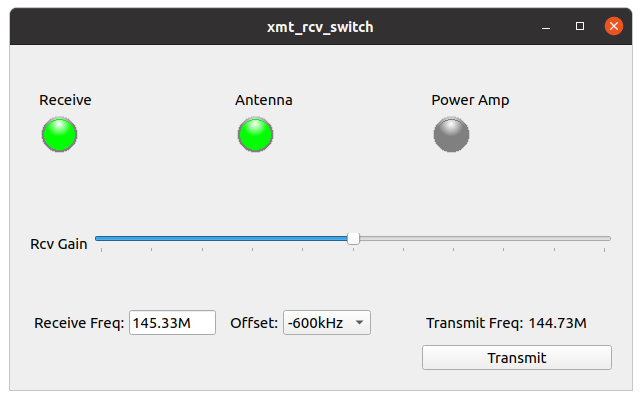 xmt_rcv_switch
Receive Antenna Power Amp
Rcv Gain
Receive Freq: 145.33M Offset: -600kHz Transmit Freq: 144.73M
Transmit